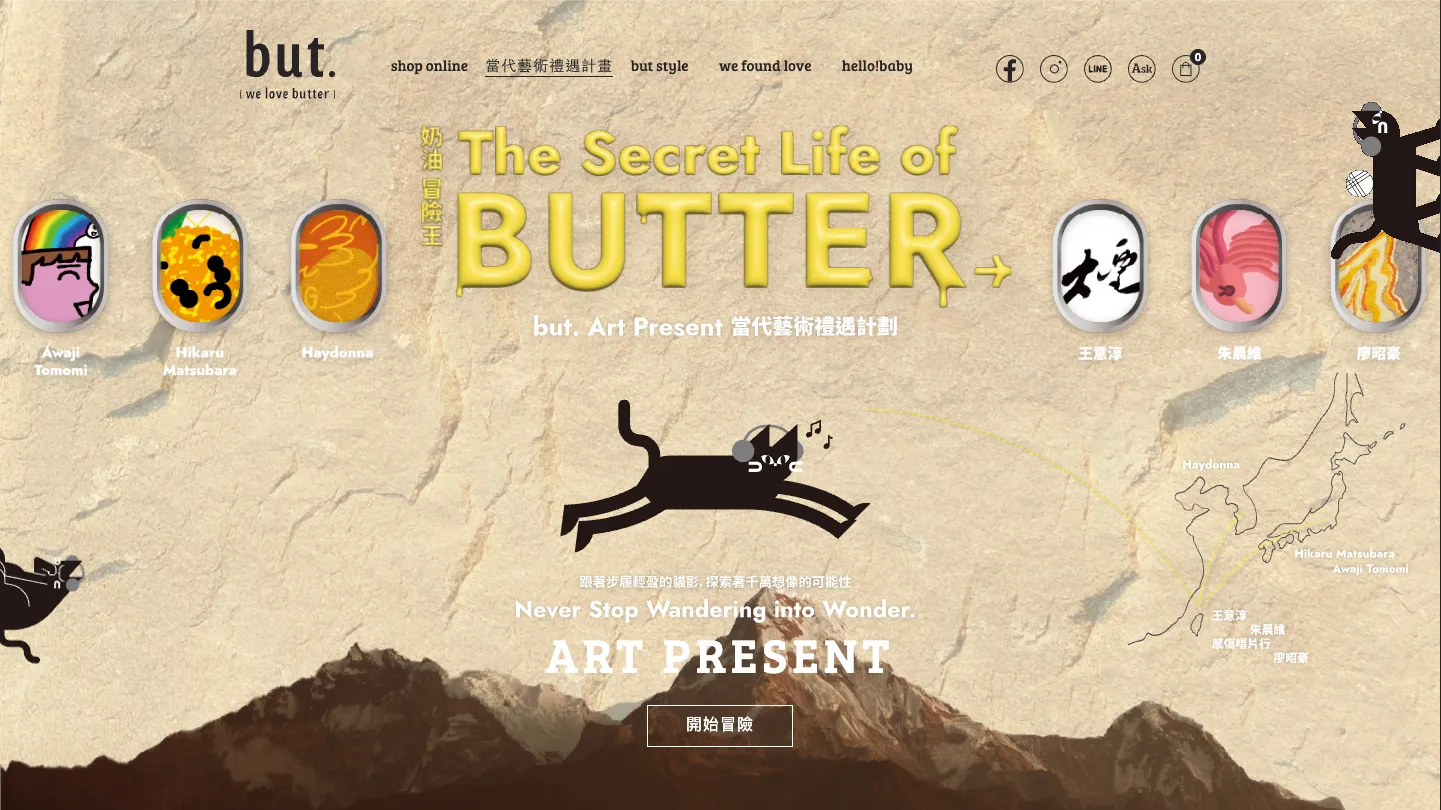 but.
( we love butter )
shop online
當代藝術禮遇計畫
but style
we found love
hello!baby
LINE
Ask
0
奶油冒險王
The Secret Life of
BUTTER
but. Art Present 當代藝術禮遇計劃
Awaji
Tomomi
Hikaru
Matsubara
Haydonna
王意淳
朱晨維
廖昭豪
Haydonna
Hikaru Matsubara
Awaji Tomomi
王意淳
朱晨維
感傷唱片行
廖昭豪
跟著步履輕盈的貓影，探索著千萬想像的可能性
Never Stop Wandering into Wonder.
ART PRESENT
開始冒險